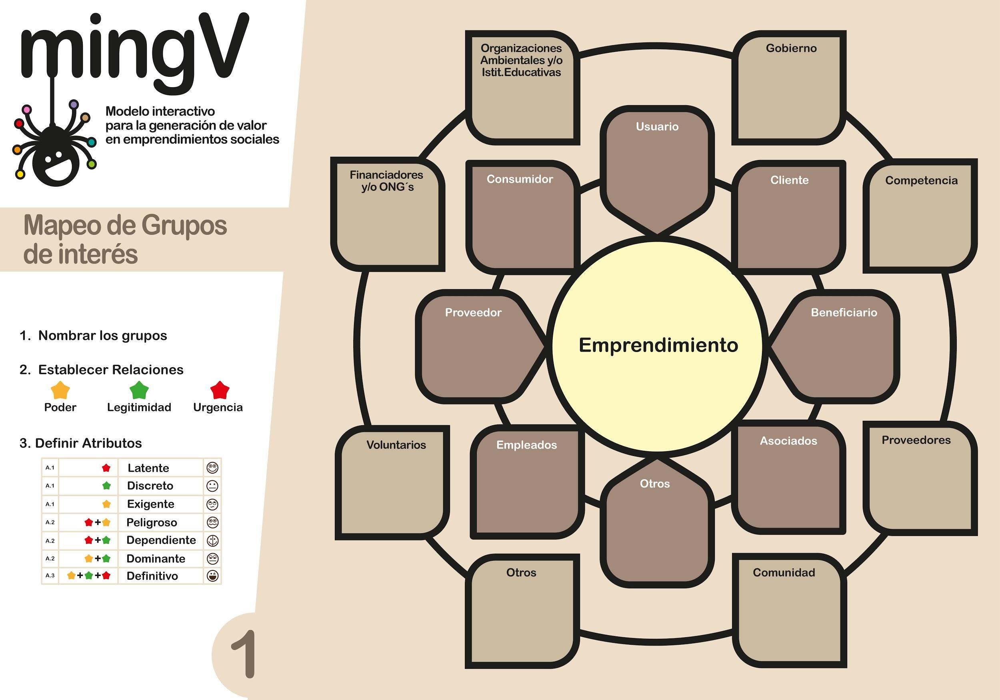 mingV
Modelo interactivo
para la generación de valor
en emprendimientos sociales
Mapeo de Grupos
de interés
1. Nombrar los grupos
2. Establecer Relaciones
Poder
Legitimidad
Urgencia
3. Definir Atributos
A.1 Latente
A.1 Discreto
A.1 Exigente
A.2 + Peligroso
A.2 + Dependiente
A.2 + Dominante
A.3 + + Definitivo
1
Organizaciones
Ambientales y/o
Istit.Educativas
Gobierno
Usuario
Financiadores
y/o ONG´s
Consumidor
Cliente
Competencia
Proveedor
Beneficiario
Emprendimiento
Voluntarios
Empleados
Asociados
Proveedores
Otros
Otros
Comunidad